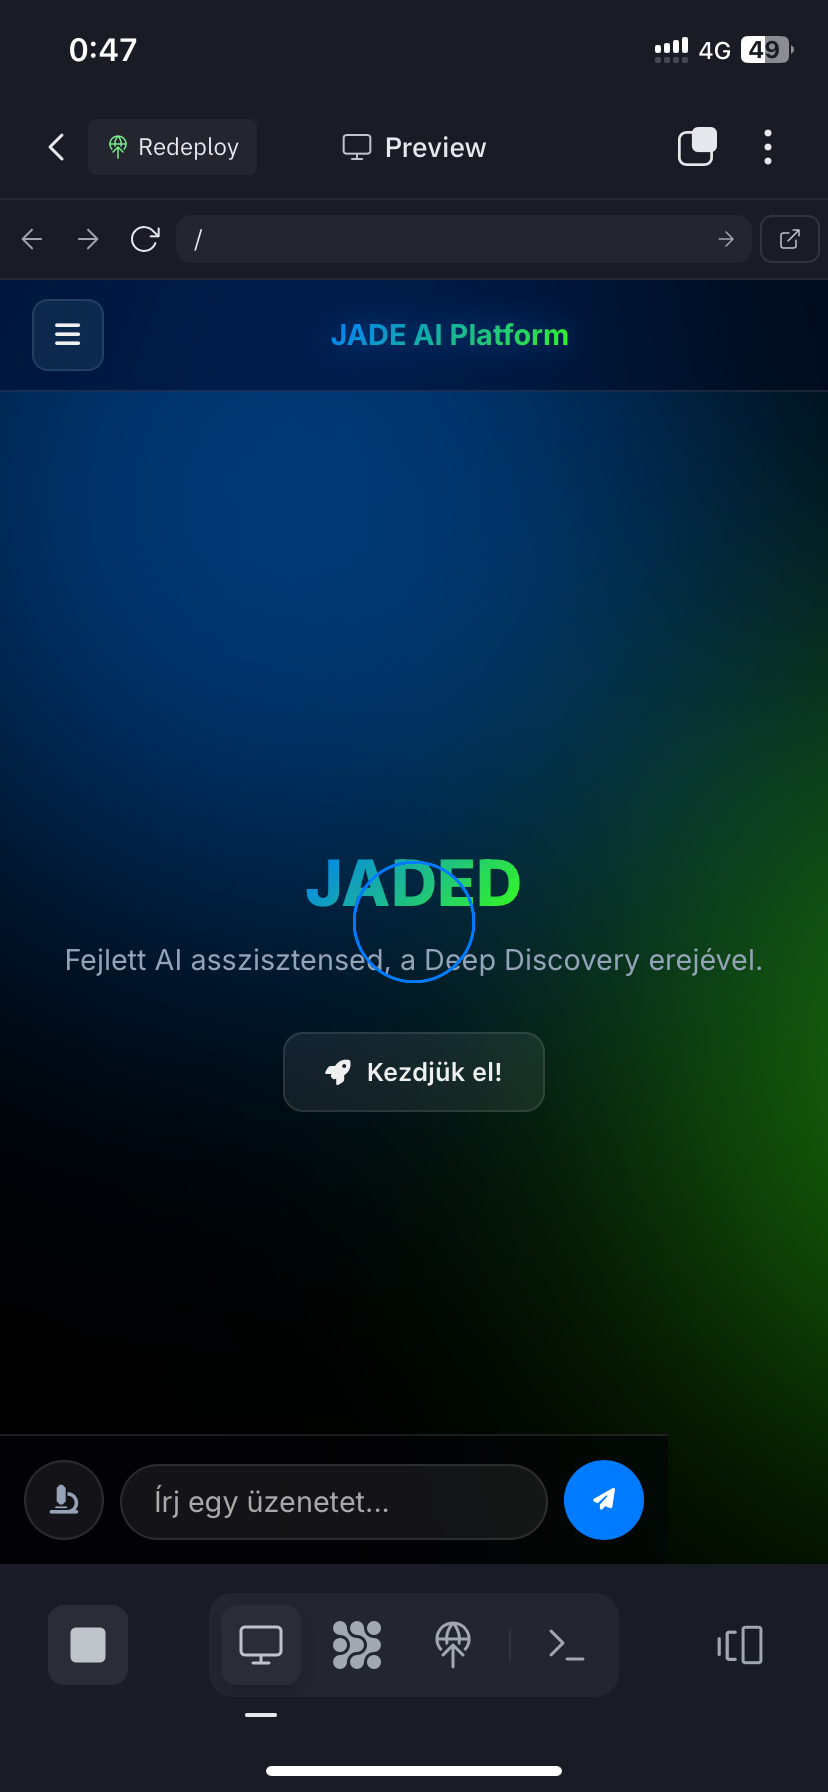 0:47
4G
49
Redeploy
Preview
/
JADE AI Platform
JADED
Fejlett AI asszisztensed, a Deep Discovery erejével.
Kezdjük el!
Írj egy üzenetet...